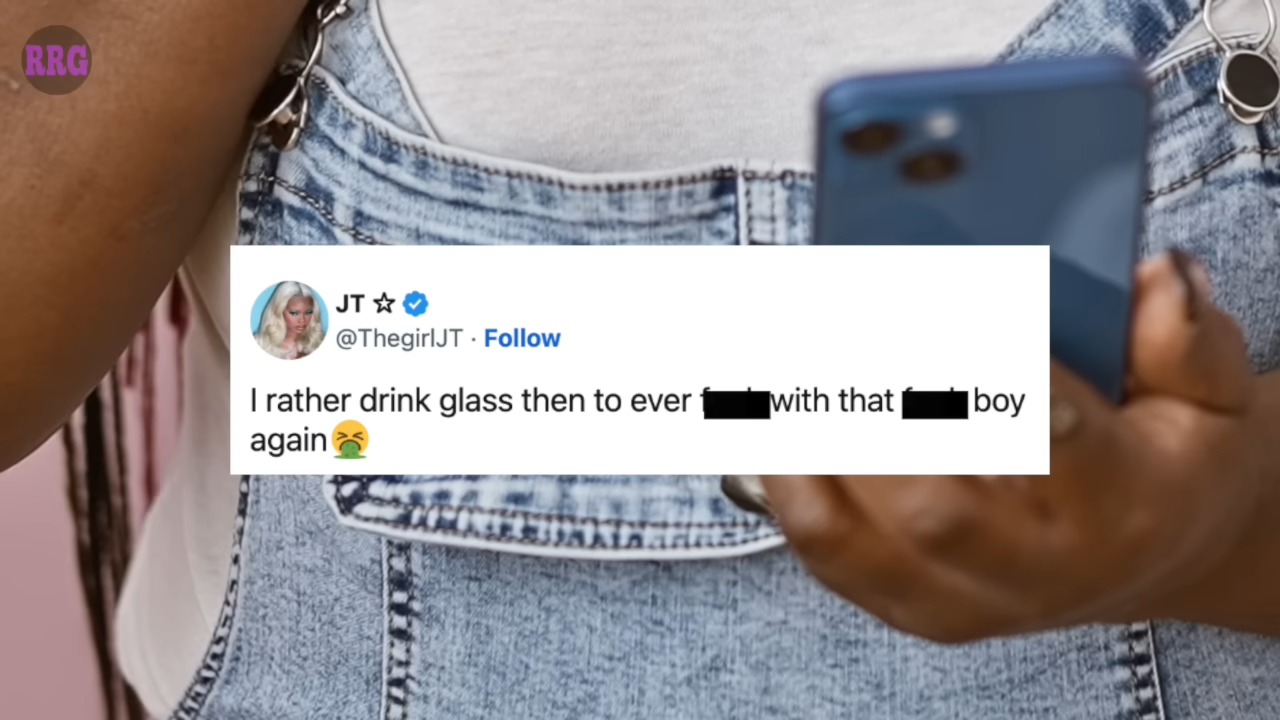 RRG
JT ☆
@ThegirlJT · Follow
I rather drink glass then to ever with that boy
again🤮